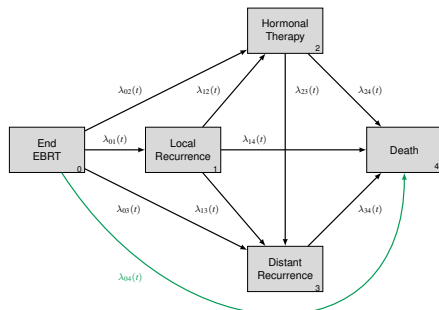 Hormonal
Therapy
2
λ02(t)
λ12(t)
λ23(t)
λ24(t)
End
EBRT
0
λ01(t)
Local
Recurrence
1
λ14(t)
Death
4
λ03(t)
λ13(t)
λ34(t)
Distant
Recurrence
3
λ04(t)